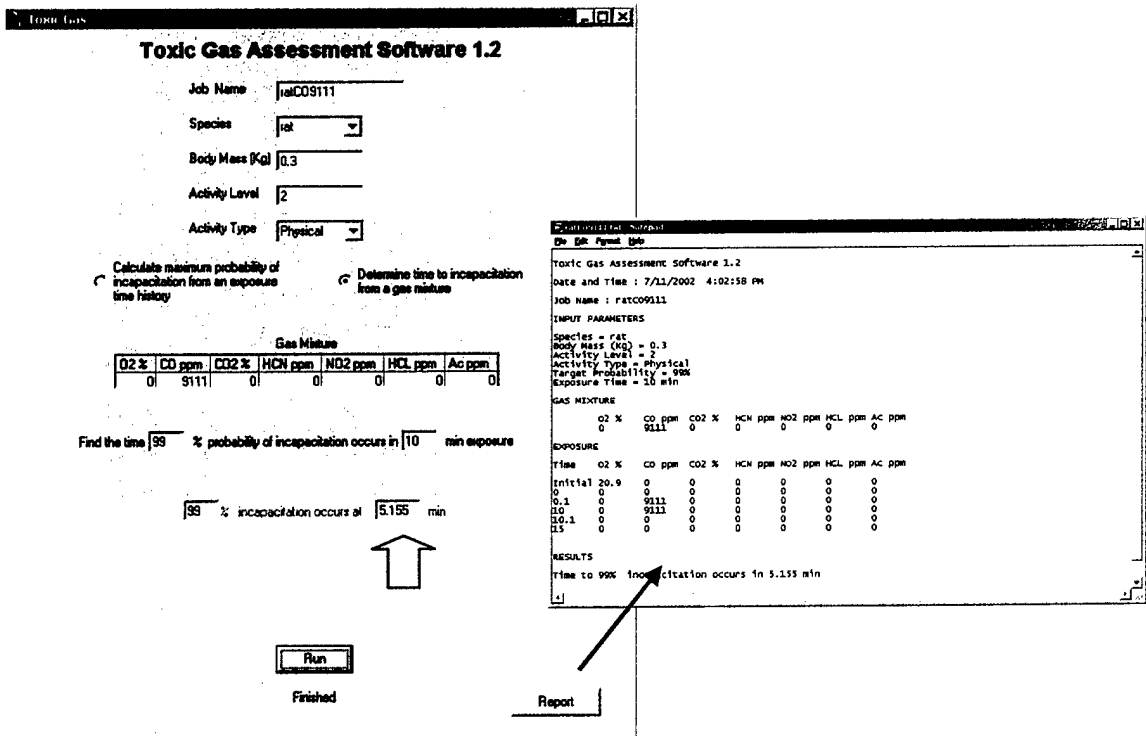 Toxic Gas
Toxic Gas Assessment Software 1.2
Job Name ratCO9111
Species rat
Body Mass (Kg) 0.3
Activity Level 2
Activity Type Physical
Calculate maximum probability of
incapacitation from an exposure
time history
Determine time to incapacitation
from a gas mixture
Gas Mixture
O2 % CO ppm CO2 % HCN ppm NO2 ppm HCL ppm Ac ppm
0 9111 0 0 0 0 0
Find the time 99 % probability of incapacitation occurs in 10 min exposure
99 % incapacitation occurs at 5.155 min
Run
Finished
Report
Notepad
File Edit Format Help
Toxic Gas Assessment Software 1.2
Date and Time : 7/11/2002 4:02:58 PM
Job Name : ratCO9111
INPUT PARAMETERS
Species = rat
Body Mass (Kg) = 0.3
Activity Level = 2
Activity Type = Physical
Target Probability = 99%
Exposure Time = 10 min
GAS MIXTURE
O2 % CO ppm CO2 % HCN ppm NO2 ppm HCL ppm AC ppm
0 9111 0 0 0 0 0
EXPOSURE
Time O2 % CO ppm CO2 % HCN ppm NO2 ppm HCL ppm AC ppm
Initial 20.9 0 0 0 0 0 0
0 0 0 0 0 0 0 0
0.1 0 9111 0 0 0 0 0
10 0 9111 0 0 0 0 0
10.1 0 0 0 0 0 0 0
15 0 0 0 0 0 0 0
RESULTS
Time to 99% incapacitation occurs in 5.155 min